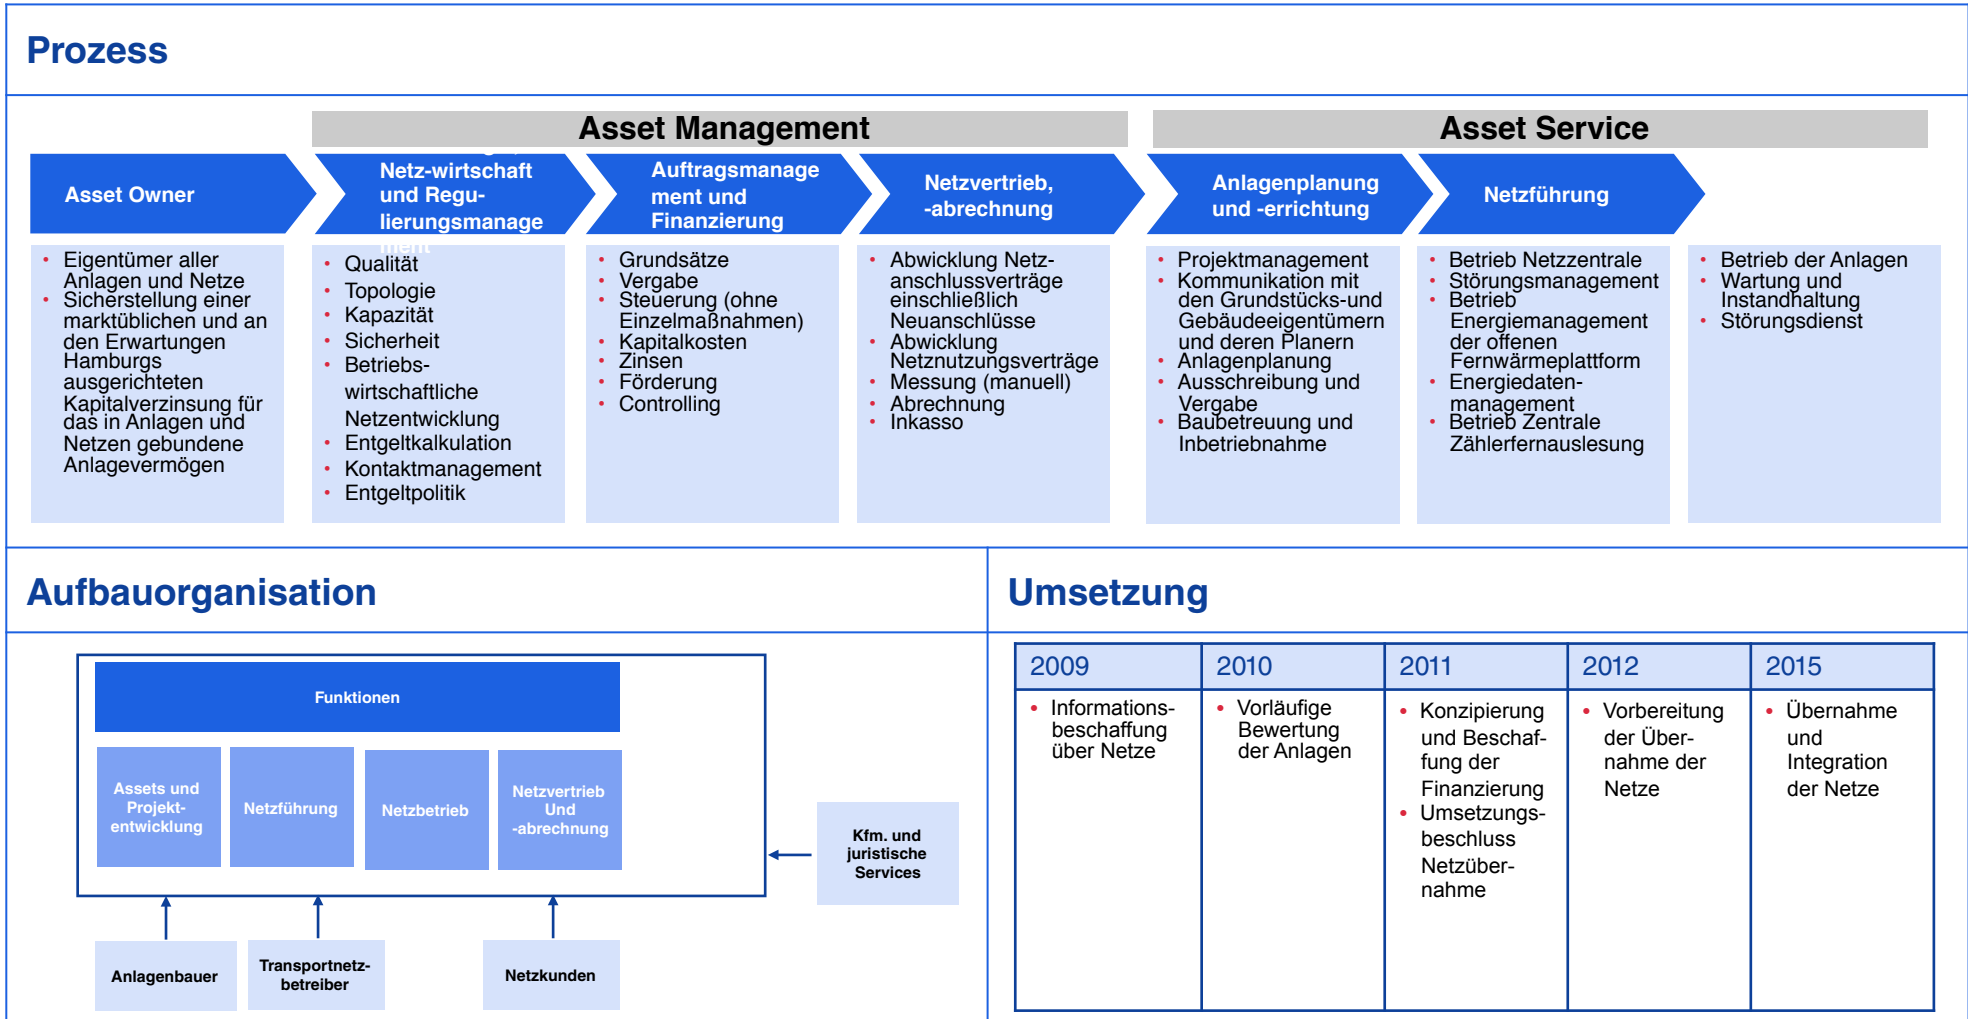 Prozess
Asset Management
Asset Service
Asset Owner
Netz-wirtschaft
und Regu-
lierungsmanage
ment
Auftragsmanage
ment und
Finanzierung
Netzvertrieb,
-abrechnung
Anlagenplanung
und -errichtung
Netzführung
• Eigentümer aller
Anlagen und Netze
• Sicherstellung einer
marktüblichen und an
den Erwartungen
Hamburgs
ausgerichteten
Kapitalverzinsung für
das in Anlagen und
Netzen gebundene
Anlagevermögen
• Qualität
• Topologie
• Kapazität
• Sicherheit
• Betriebs-
wirtschaftliche
Netzentwicklung
• Entgeltkalkulation
• Kontaktmanagement
• Entgeltpolitik
• Grundsätze
• Vergabe
• Steuerung (ohne
Einzelmaßnahmen)
• Kapitalkosten
• Zinsen
• Förderung
• Controlling
• Abwicklung Netz-
anschlussverträge
einschließlich
Neuanschlüsse
• Abwicklung
Netznutzungsverträge
• Messung (manuell)
• Abrechnung
• Inkasso
• Projektmanagement
• Kommunikation mit
den Grundstücks-und
Gebäudeeigentümern
und deren Planern
• Anlagenplanung
• Ausschreibung und
Vergabe
• Baubetreuung und
Inbetriebnahme
• Betrieb Netzzentrale
• Störungsmanagement
• Betrieb
Energiemanagement
der offenen
Fernwärmeplattform
• Energiedaten-
management
• Betrieb Zentrale
Zählerfernauslesung
• Betrieb der Anlagen
• Wartung und
Instandhaltung
• Störungsdienst
Aufbauorganisation
Funktionen
Assets und
Projekt-
entwicklung
Netzführung
Netzbetrieb
Netzvertrieb
Und
-abrechnung
Kfm. und
juristische
Services
Anlagenbauer
Transportnetz-
betreiber
Netzkunden
Umsetzung
2009
2010
2011
2012
2015
• Informations-
beschaffung
über Netze
• Vorläufige
Bewertung
der Anlagen
• Konzipierung
und Beschaf-
fung der
Finanzierung
• Umsetzungs-
beschluss
Netzüber-
nahme
• Vorbereitung
der Über-
nahme der
Netze
• Übernahme
und
Integration
der Netze